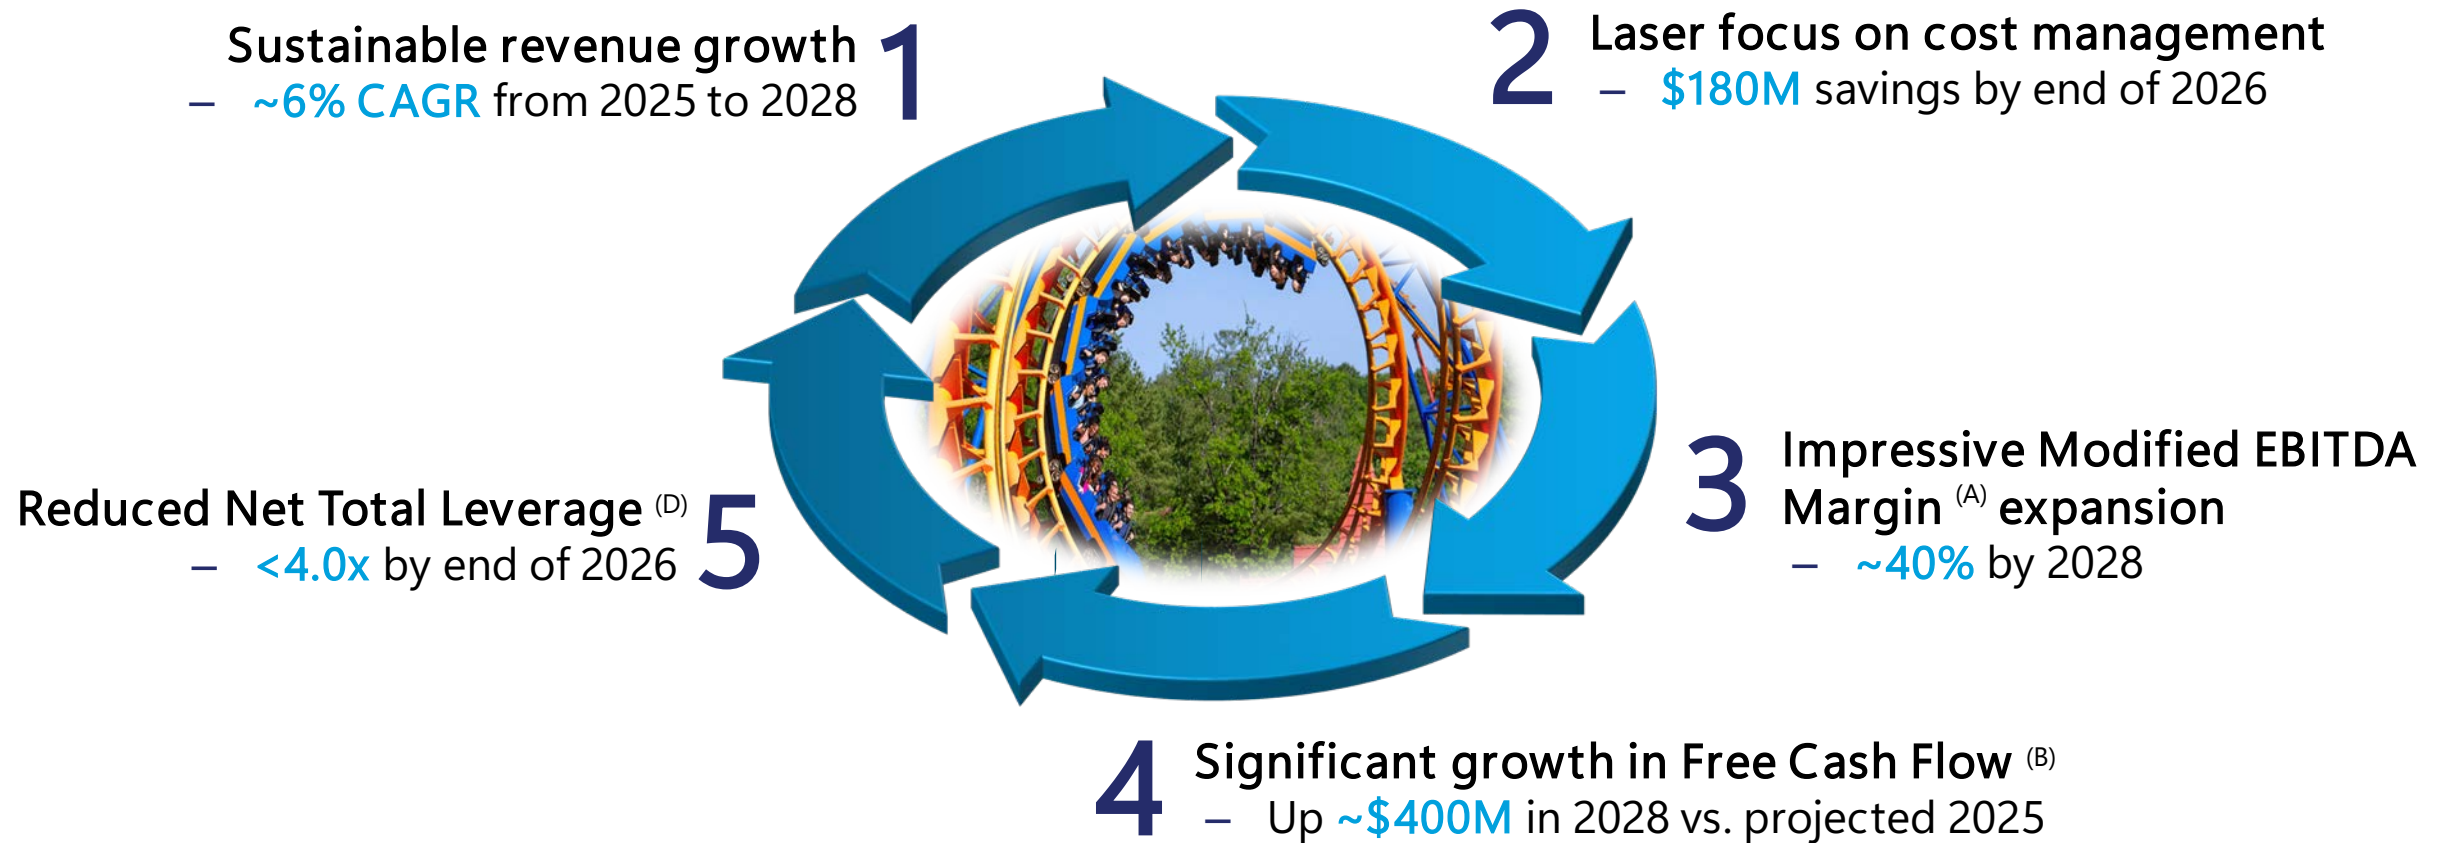 1
Sustainable revenue growth
– ~6% CAGR from 2025 to 2028
2
Laser focus on cost management
– $180M savings by end of 2026
3
Impressive Modified EBITDA
Margin (A) expansion
– ~40% by 2028
4
Significant growth in Free Cash Flow (B)
– Up ~$400M in 2028 vs. projected 2025
5
Reduced Net Total Leverage (D)
– <4.0x by end of 2026